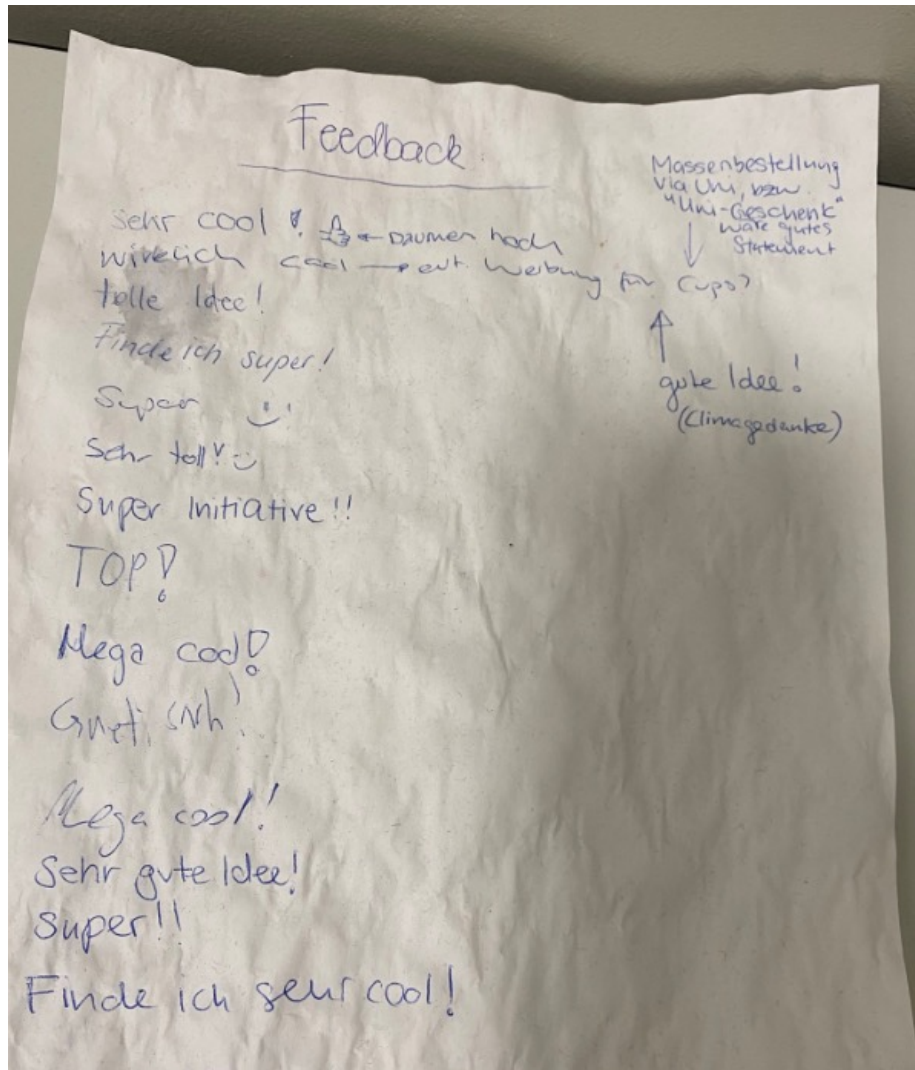 Feedback
Massenbestellung
via Uni, bzw.
"Uni-Geschenk"
wäre gutes
Statement
Sehr cool! ← DAUMEN hoch
wirklich cool → evt. Werbung für Cups?
tolle Idee!
Finde ich super!
gute Idee!
(Climagedanke)
Super
Sehr toll!
Super Initiative!!
TOP!
Mega cool!
Gueti
Mega cool!
Sehr gute Idee!
Super!!
Finde ich sehr cool!